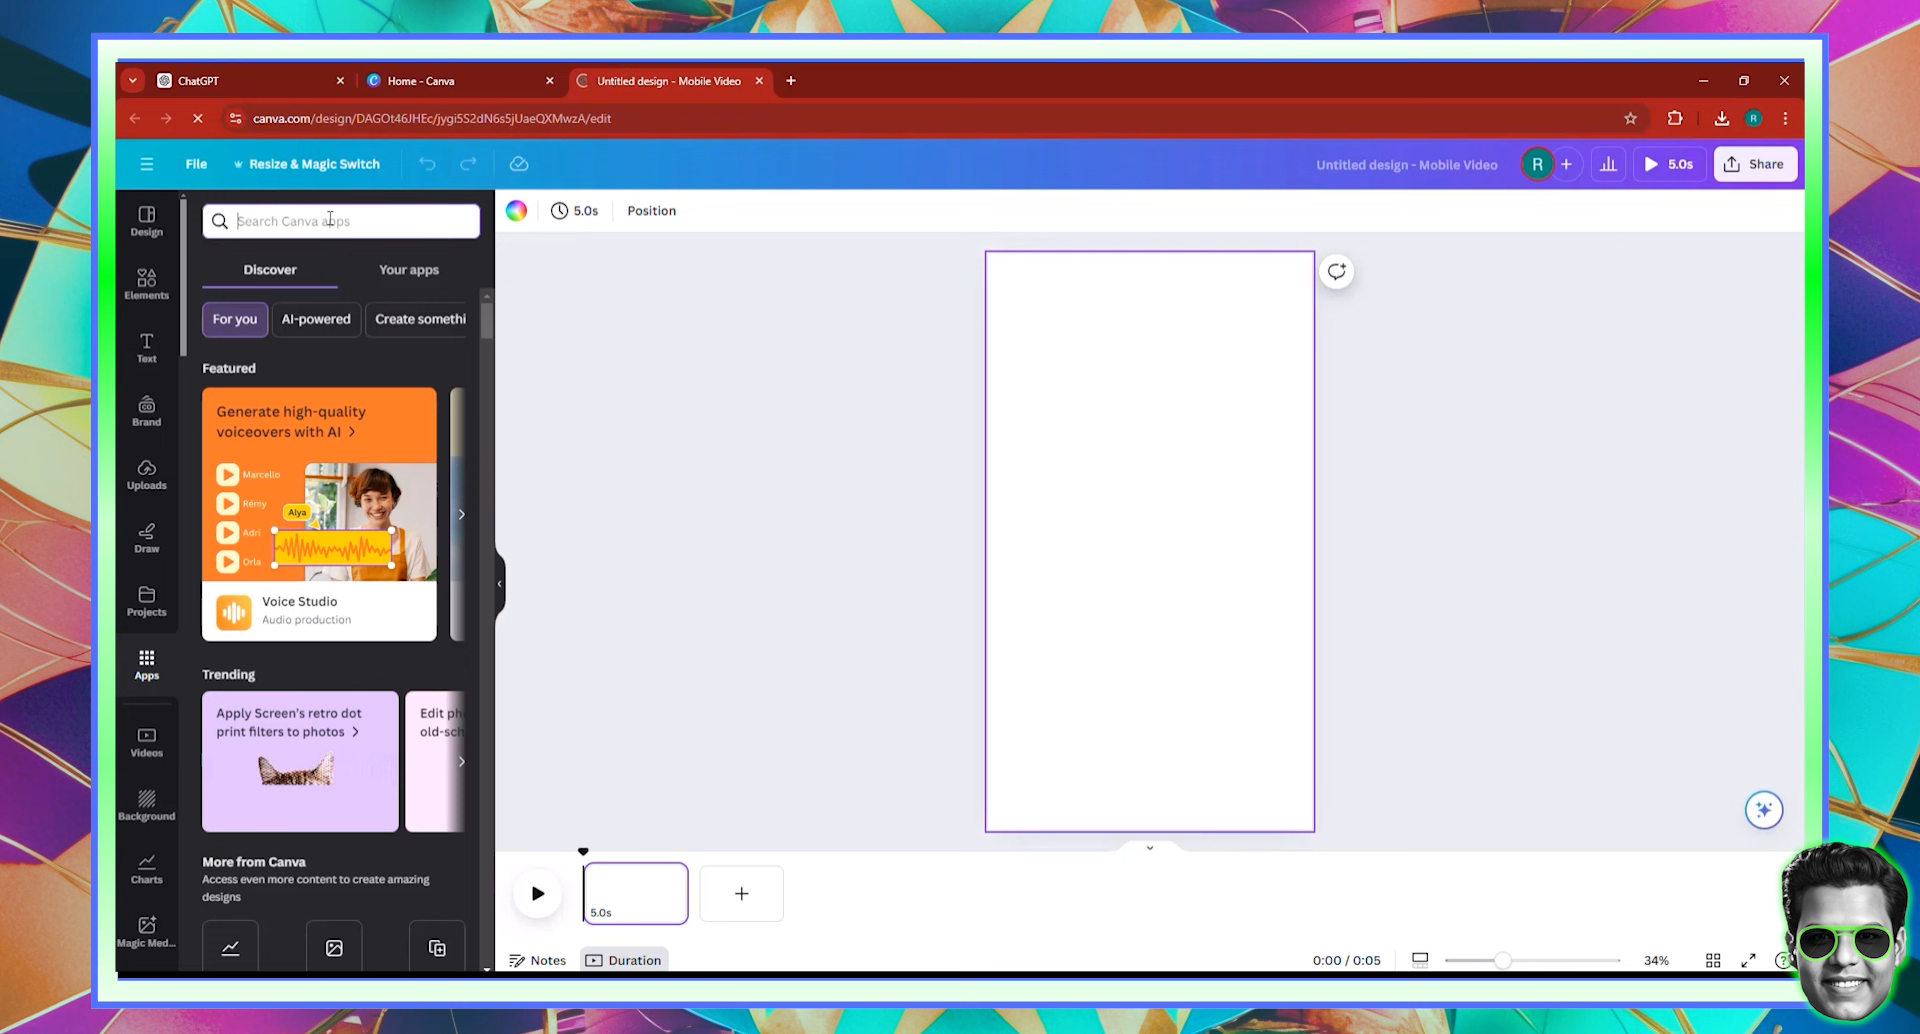 ChatGPT
Home - Canva
Untitled design - Mobile Video
canva.com/design/DAGOt46JHEc/jygi5S2dN6s5jUaeQXMwzA/edit
R
File
Resize & Magic Switch
Untitled design - Mobile Video
R
5.0s
Share
Design
Elements
Text
Brand
Uploads
Draw
Projects
Apps
Videos
Background
Charts
Magic Med...
Search Canva apps
Discover
Your apps
For you
AI-powered
Create somethi
Featured
Generate high-quality
voiceovers with AI
Marcello
Rémy
Alya
Adri
Orla
Voice Studio
Audio production
Trending
Apply Screen's retro dot
print filters to photos
Edit ph
old-sch
More from Canva
Access even more content to create amazing
designs
5.0s
Position
5.0s
Notes
Duration
0:00 / 0:05
34%